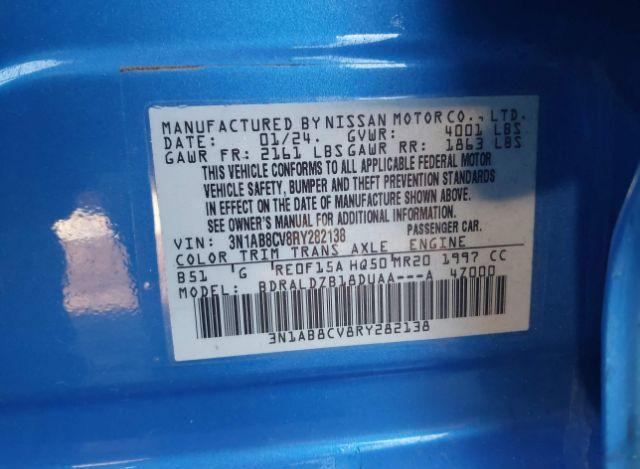 MANUFACTURED BY NISSAN MOTOR CO., LTD.
DATE: 01/24. GVWR: 4001 LBS
GAWR FR: 2161 LBS GAWR RR: 1863 LBS
THIS VEHICLE CONFORMS TO ALL APPLICABLE FEDERAL MOTOR
VEHICLE SAFETY, BUMPER AND THEFT PREVENTION STANDARDS
IN EFFECT ON THE DATE OF MANUFACTURE SHOWN ABOVE.
SEE OWNER'S MANUAL FOR ADDITIONAL INFORMATION
VIN: 3N1AB8CV8RY282138 PASSENGER CAR.
COLOR TRIM TRANS AXLE ENGINE
B51 'G RE0F15A HQ50 MR20 1997 CC
MODEL: BDRALDZB18DUAA---A 47000
3N1AB8CV8RY282138